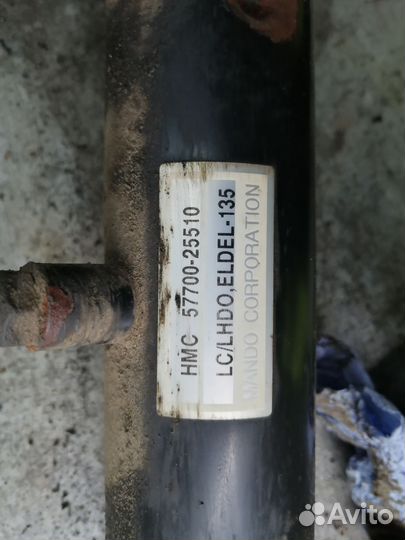 HMC 57700-25510
LC/LHDO,ELDEL-135
MANDO CORPORATION
Avito